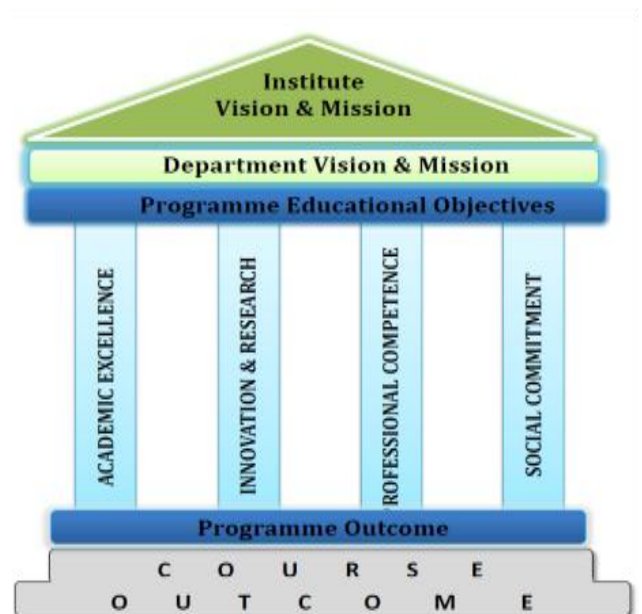 Institute
Vision & Mission
Department Vision & Mission
Programme Educational Objectives
ACADEMIC EXCELLENCE
INNOVATION & RESEARCH
PROFESSIONAL COMPETENCE
SOCIAL COMMITMENT
Programme Outcome
C O U R S E
O U T C O M E